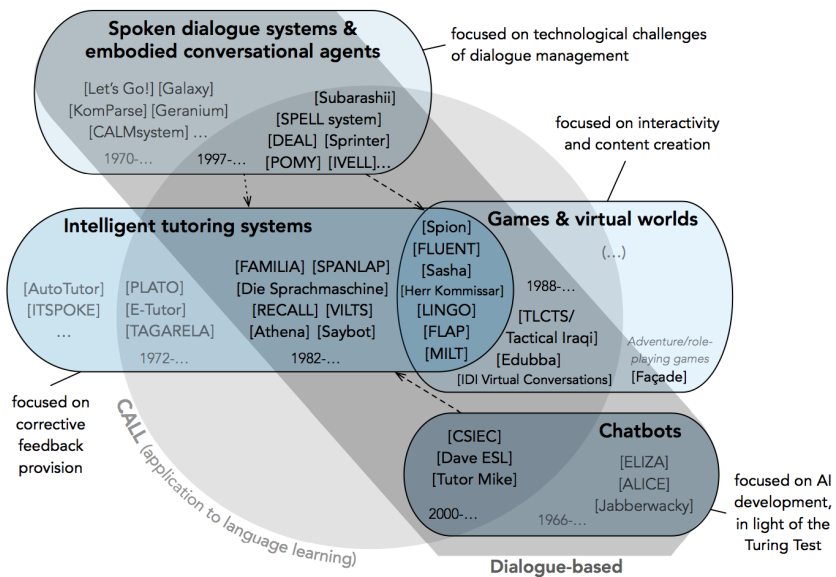 Spoken dialogue systems &
embodied conversational agents
focused on technological challenges
of dialogue management
[Let's Go!] [Galaxy]
[KomParse] [Geranium]
[CALMsystem] ...
1970-...
1997-...
[Subarashii]
[SPELL system]
[DEAL] [Sprinter]
[POMY] [IVELL]...
focused on interactivity
and content creation
Intelligent tutoring systems
[AutoTutor]
[ITSPOKE]
...
[PLATO]
[E-Tutor]
[TAGARELA]
1972-...
[FAMILIA] [SPANLAP]
[Die Sprachmaschine]
[RECALL] [VILTS]
[Athena] [Saybot]
1982-...
[Spion]
[FLUENT]
[Sasha]
[Herr Kommissar]
[LINGO]
[FLAP]
[MILT]
Games & virtual worlds
(...)
1988-...
[TLCTS/
Tactical Iraqi]
[Edubba]
[IDI Virtual Conversations]
Adventure/role-
playing games
[Façade]
focused on
corrective
feedback
provision
CALL (application to language learning)
Chatbots
[CSIEC]
[Dave ESL]
[Tutor Mike]
2000-...
[ELIZA]
[ALICE]
[Jabberwacky]
1966-...
focused on AI
development,
in light of the
Turing Test
Dialogue-based